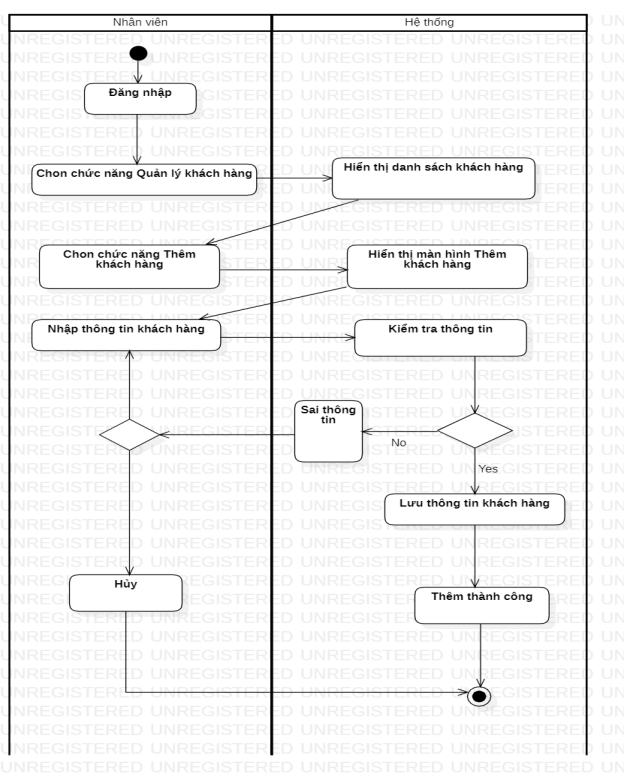 Nhân viên
Hệ thống
Đăng nhập
Chon chức năng Quản lý khách hàng
Hiển thị danh sách khách hàng
Chon chức năng Thêm
khách hàng
Hiển thị màn hình Thêm
khách hàng
Nhập thông tin khách hàng
Kiểm tra thông tin
Sai thông
tin
No
Yes
Lưu thông tin khách hàng
Hủy
Thêm thành công